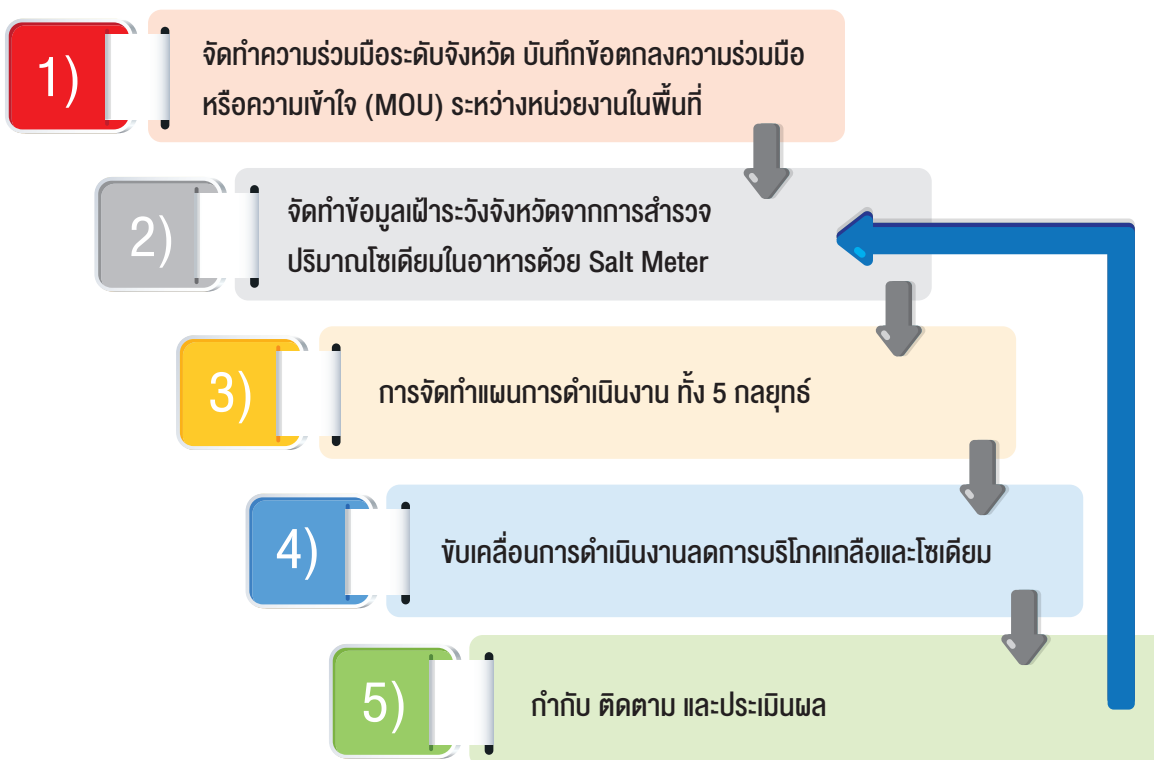 1)
จัดทำความร่วมมือระดับจังหวัด บันทึกข้อตกลงความร่วมมือ
หรือความเข้าใจ (MOU) ระหว่างหน่วยงานในพื้นที่
2)
จัดทำข้อมูลเฝ้าระวังจังหวัดจากการสำรวจ
ปริมาณโซเดียมในอาหารด้วย Salt Meter
3)
การจัดทำแผนการดำเนินงาน ทั้ง 5 กลยุทธ์
4)
ขับเคลื่อนการดำเนินงานลดการบริโภคเกลือและโซเดียม
5)
กำกับ ติดตาม และประเมินผล